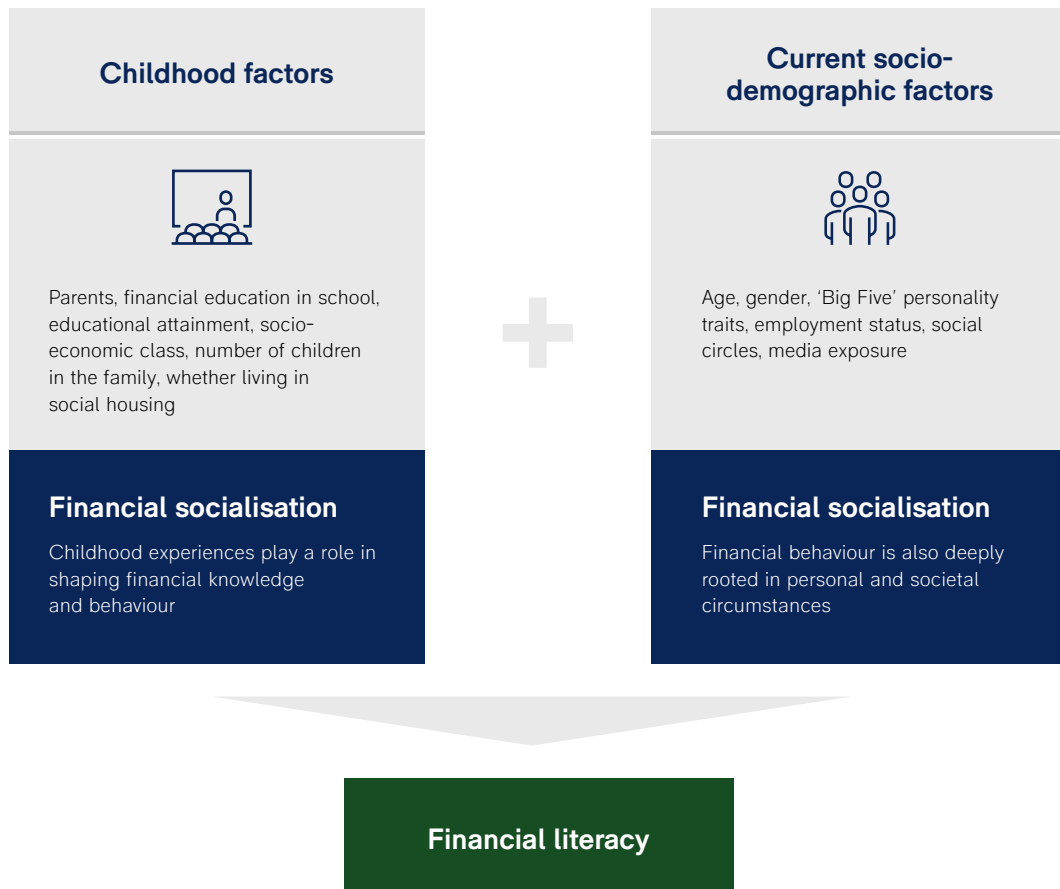 Childhood factors
Parents, financial education in school,
educational attainment, socio-
economic class, number of children
in the family, whether living in
social housing
Financial socialisation
Childhood experiences play a role in
shaping financial knowledge
and behaviour
Current socio-
demographic factors
Age, gender, ‘Big Five’ personality
traits, employment status, social
circles, media exposure
Financial socialisation
Financial behaviour is also deeply
rooted in personal and societal
circumstances
Financial literacy